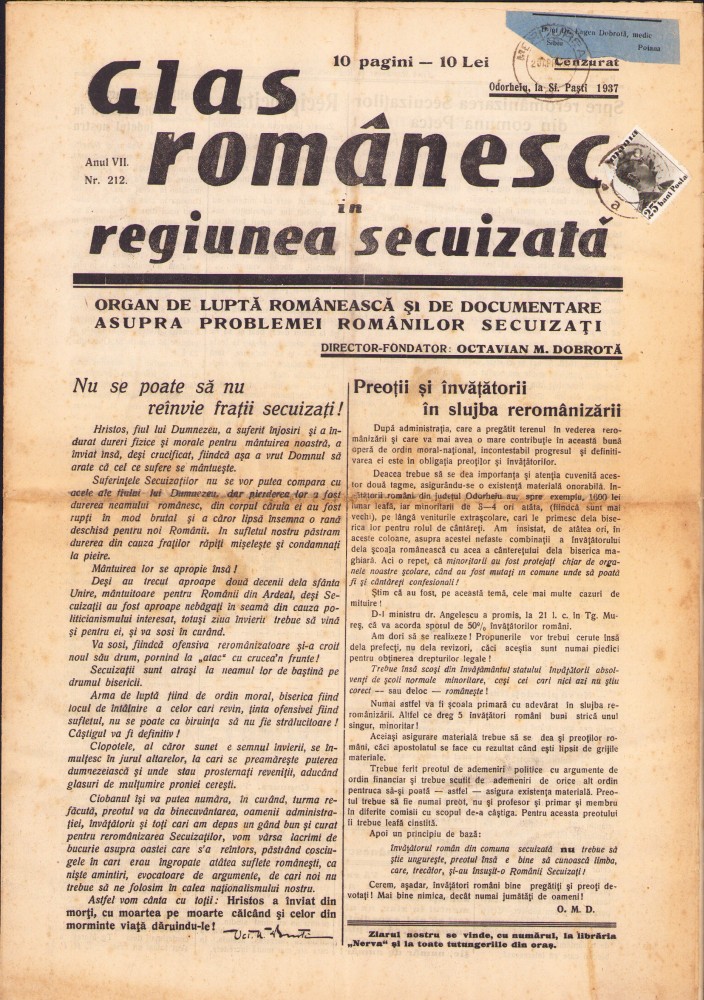 D-lui Dr. Eugen Dobrotă, medic
Sebeș
Poiana
10 pagini — 10 Lei
Cenzurat
Odorheiu, la Sf. Paști 1937
Glas
românesc
în
regiunea secuizată
Anul VII.
Nr. 212.
25 bani Posta
ORGAN DE LUPTĂ ROMÂNEASCĂ ȘI DE DOCUMENTARE
ASUPRA PROBLEMEI ROMÂNILOR SECUIZAȚI
DIRECTOR-FONDATOR: OCTAVIAN M. DOBROTĂ
Nu se poate să nu
reînvie frații secuizați!
Hristos, fiul lui Dumnezeu, a suferit înjosiri și a în-
durat dureri fizice și morale pentru mântuirea noastră, a
înviat însă, deși crucificat, fiindcă așa a vrut Domnul să
arate că cel ce sufere se mântuește.
Suferințele Secuizaților nu se vor putea compara cu
acele ale fiului lui Dumnezeu, dar pierderea lor a fost
durerea neamului românesc, din corpul căruia ei au fost
rupți în mod brutal și a căror lipsă însemna o rană
deschisă pentru noi Românii. In sufletul nostru păstram
durerea din cauza fraților răpiți mișelește și condamnați
la pieire.
Mântuirea lor se apropie însă!
Deși au trecut aproape două decenii dela sfânta
Unire, mântuitoare pentru Românii din Ardeal, deși Se-
cuizații au fost aproape nebăgați în seamă din cauza po-
liticianismului interesat, totuși ziua învierii trebue să vină
și pentru ei, și va sosi în curând.
Va sosi, fiindcă ofensiva reromânizatoare și-a croit
noul său drum, pornind la „atac" cu crucea'n frunte!
Secuizații sunt atrași la neamul lor de baștină pe
drumul bisericii.
Arma de luptă fiind de ordin moral, biserica fiind
locul de întâlnire a celor cari revin, ținta ofensivei fiind
sufletul, nu se poate ca biruința să nu fie strălucitoare!
Câștigul va fi definitiv!
Clopotele, al căror sunet e semnul învierii, se în-
mulțesc în jurul altarelor, la cari se preamărește puterea
dumnezeiască și unde stau prosternați reveniții, aducând
glasuri de mulțumire proniei cerești.
Ciobanul își va putea număra, în curând, turma re-
făcută, preotul va da binecuvântarea, oamenii administra-
ției, învățătorii și toți cari am depus un gând bun și curat
pentru reromânizarea Secuizaților, vom vărsa lacrimi de
bucurie asupra oastei care s'a reîntors, păstrând cosciu-
gele în cari erau îngropate atâtea suflete românești, ca
niște amintiri, evocatoare de argumente, de cari noi nu
trebue să ne folosim în calea naționalismului nostru.
Astfel vom cânta cu toții: Hristos a înviat din
morți, cu moartea pe moarte călcând și celor din
morminte viață dăruindu-le!
Preoții și învățătorii
în slujba reromânizării
După administrația, care a pregătit terenul în vederea rero-
mânizării și care va mai avea o mare contribuție în această bună
operă de ordin moral-național, incontestabil progresul și definiti-
varea ei este în obligația preoților și învățătorilor.
Deacea trebue să se dea importanța și atenția cuvenită aces-
tor două tagme, asigurându-se o existență materială onorabilă. In-
vățătorii români din județul Odorheiu nu, spre exemplu, 1600 lei
lunar leafă, iar minoritarii de 3—4 ori atâta, (fiindcă sunt mai
vechi), pe lângă veniturile extrașcolare, cari le primesc dela bise-
rica lor pentru rolul de cântăreți. Am insistat, de atâtea ori, în
aceste coloane, asupra acestei nefaste combinații a învățătorului
dela școala românească cu acea a cânterețului dela biserica ma-
ghiară. Aci o repet, că minoritarii au fost protejați chiar de orga-
nele noastre școlare, când au fost mutați în comune unde să poată
fi și cântăreți confesionali!
Știm că au fost, pe această temă, cele mai multe cazuri de
mituire!
D-l ministru dr. Angelescu a promis, la 21 l. c. în Tg. Mu-
reș, că va acorda sporul de 50% învățătorilor români.
Am dori să se realizeze! Propunerile vor trebui cerute însă
dela prefecți, nu dela revizori, căci aceștia sunt numai piedici
pentru obținerea drepturilor legale!
Trebue însă scoși din învățământul statului învățătorii absol-
venți de școli normale minoritare, cași cei cari nici azi nu știu
corect — sau deloc — românește!
Numai astfel va fi școala primară cu adevărat în slujba re-
românizării. Altfel ce dreg 5 învățători români buni strică unul
singur, minoritar!
Aceiași asigurare materială trebue să se dea și preoților ro-
mâni, căci apostolatul se face cu rezultat când ești lipsit de grijile
materiale.
Trebue ferit preotul de ademeniri politice cu argumente de
ordin financiar și trebue scutit de ademeniri de orice alt ordin
pentruca să-și poată — astfel — asigura existența materială. Preo-
tul trebue să fie numai preot, nu și profesor și primar și membru
în diferite comisii cu scopul de-a câștiga. Pentru aceasta preotului
îi trebue leafă cinstită.
Apoi un principiu de bază:
Invățătorul român din comuna secuizată nu trebue să
știe ungurește, preotul însă e bine să cunoască limba,
care, trecător, și-au însușit-o Românii Secuizați!
Cerem, așadar, învățători români bine pregătiți și preoți de-
votați! Mai bine nimica, decât numai jumătăți de oameni!
O. M. D.
Ziarul nostru se vinde, cu numărul, la librăria
„Nerva" și la toate tutungeriile din oraș.